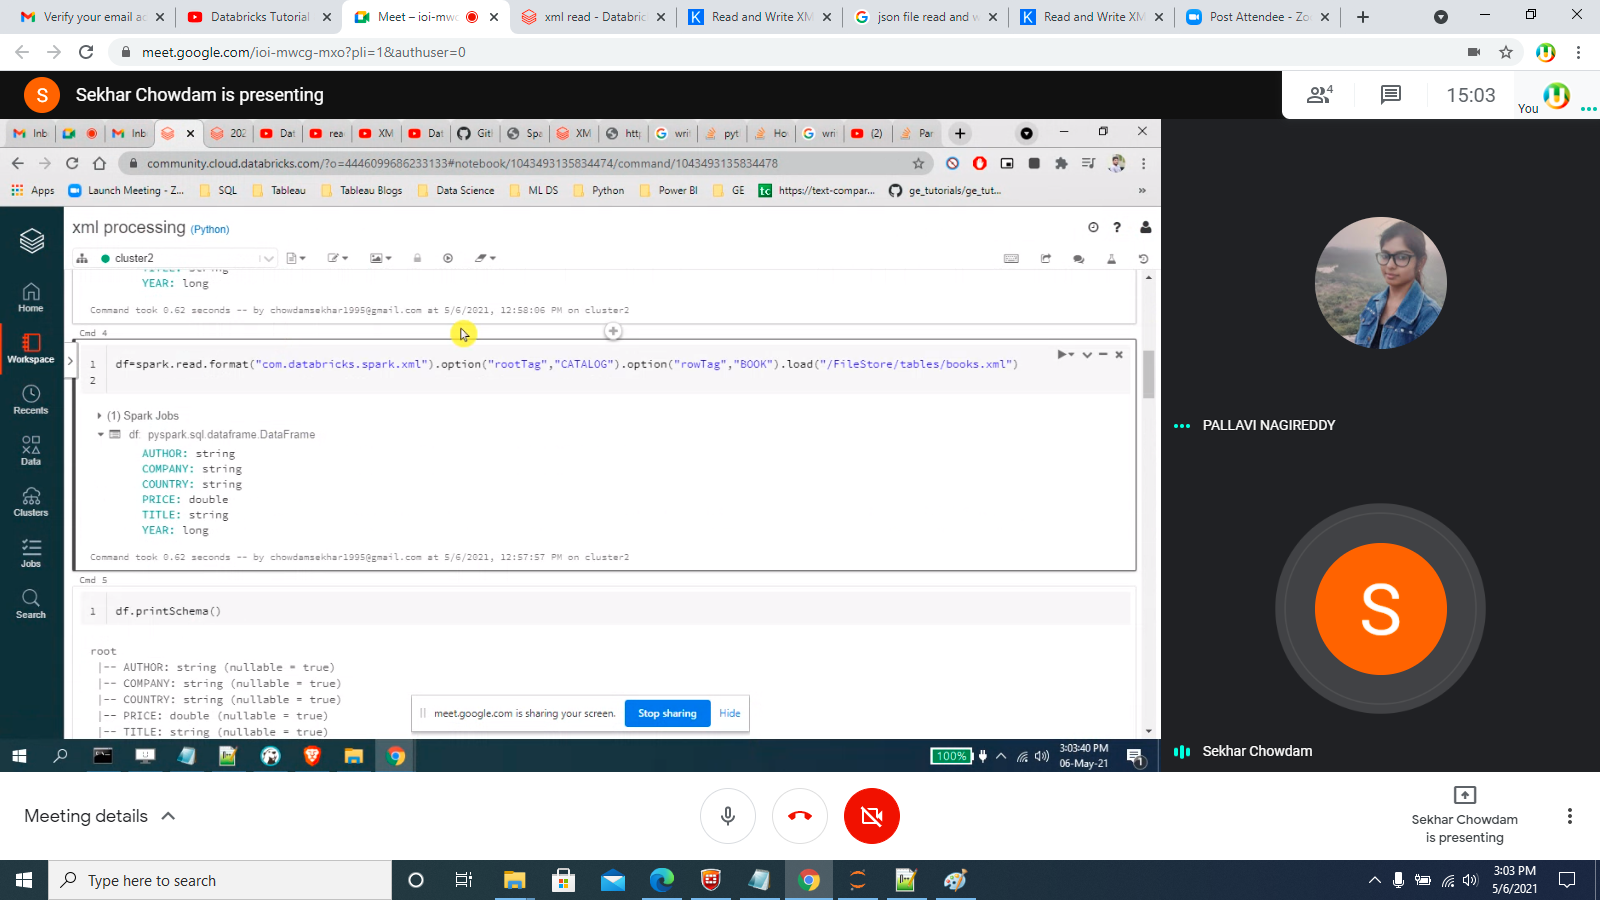 Verify your email ac
Databricks Tutorial
Meet – ioi-mwc
xml read - Databric
Read and Write XM
json file read and w
Read and Write XM
Post Attendee - Zo
meet.google.com/ioi-mwcg-mxo?pli=1&authuser=0
S
Sekhar Chowdam is presenting
4
15:03
You
Inb
Inb
202
Dat
rea
XM
Dat
Git
Spa
XM
http
wri
pyt
Ho
wri
(2)
Par
community.cloud.databricks.com/?o=4446099686233133#notebook/1043493135834474/command/1043493135834478
Apps
Launch Meeting - Z...
SQL
Tableau
Tableau Blogs
Data Science
ML DS
Python
Power BI
GE
tc
https://text-compar...
ge_tutorials/ge_tut...
»
xml processing (Python)
?
cluster2
Home
Workspace
Recents
Data
Clusters
Jobs
Search
TITLE: string
YEAR: long
Command took 0.62 seconds -- by chowdamsekhar1995@gmail.com at 5/6/2021, 12:58:06 PM on cluster2
Cmd 4
1 df=spark.read.format("com.databricks.spark.xml").option("rootTag","CATALOG").option("rowTag","BOOK").load("/FileStore/tables/books.xml")
2
(1) Spark Jobs
df: pyspark.sql.dataframe.DataFrame
AUTHOR: string
COMPANY: string
COUNTRY: string
PRICE: double
TITLE: string
YEAR: long
Command took 0.62 seconds -- by chowdamsekhar1995@gmail.com at 5/6/2021, 12:57:57 PM on cluster2
Cmd 5
1 df.printSchema()
root
|-- AUTHOR: string (nullable = true)
|-- COMPANY: string (nullable = true)
|-- COUNTRY: string (nullable = true)
|-- PRICE: double (nullable = true)
|-- TITLE: string (nullable = true)
meet.google.com is sharing your screen.
Stop sharing
Hide
100%
3:03:40 PM
06-May-21
1
PALLAVI NAGIREDDY
S
Sekhar Chowdam
Meeting details
Sekhar Chowdam
is presenting
Type here to search
3:03 PM
5/6/2021